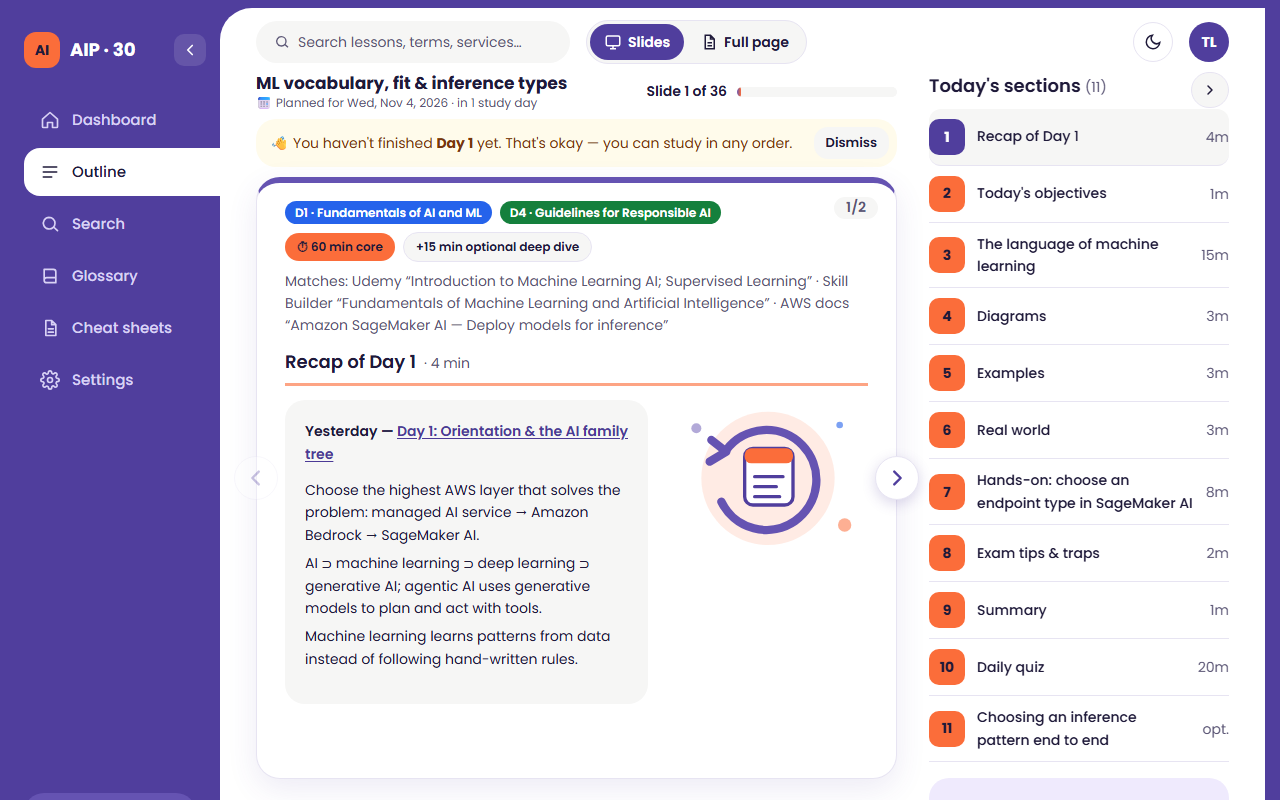 AI AIP · 30
Dashboard
Outline
Search
Glossary
Cheat sheets
Settings
Search lessons, terms, services…
Slides
Full page
TL
ML vocabulary, fit & inference types
Planned for Wed, Nov 4, 2026 · in 1 study day
Slide 1 of 36
👋 You haven't finished Day 1 yet. That's okay — you can study in any order.
Dismiss
D1 · Fundamentals of AI and ML
D4 · Guidelines for Responsible AI
1/2
⏱ 60 min core
+15 min optional deep dive
Matches: Udemy “Introduction to Machine Learning AI; Supervised Learning” · Skill
Builder “Fundamentals of Machine Learning and Artificial Intelligence” · AWS docs
“Amazon SageMaker AI — Deploy models for inference”
Recap of Day 1 · 4 min
Yesterday — Day 1: Orientation & the AI family
tree
Choose the highest AWS layer that solves the
problem: managed AI service → Amazon
Bedrock → SageMaker AI.
AI ⊃ machine learning ⊃ deep learning ⊃
generative AI; agentic AI uses generative
models to plan and act with tools.
Machine learning learns patterns from data
instead of following hand-written rules.
Today's sections (11)
1 Recap of Day 1 4m
2 Today's objectives 1m
3 The language of machine
learning 15m
4 Diagrams 3m
5 Examples 3m
6 Real world 3m
7 Hands-on: choose an
endpoint type in SageMaker AI 8m
8 Exam tips & traps 2m
9 Summary 1m
10 Daily quiz 20m
11 Choosing an inference
pattern end to end opt.